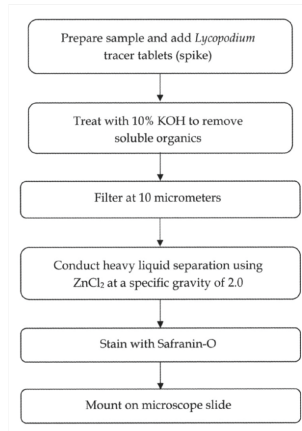 Prepare sample and add Lycopodium
tracer tablets (spike)
Treat with 10% KOH to remove
soluble organics
Filter at 10 micrometers
Conduct heavy liquid separation using
ZnCl₂ at a specific gravity of 2.0
Stain with Safranin-O
Mount on microscope slide